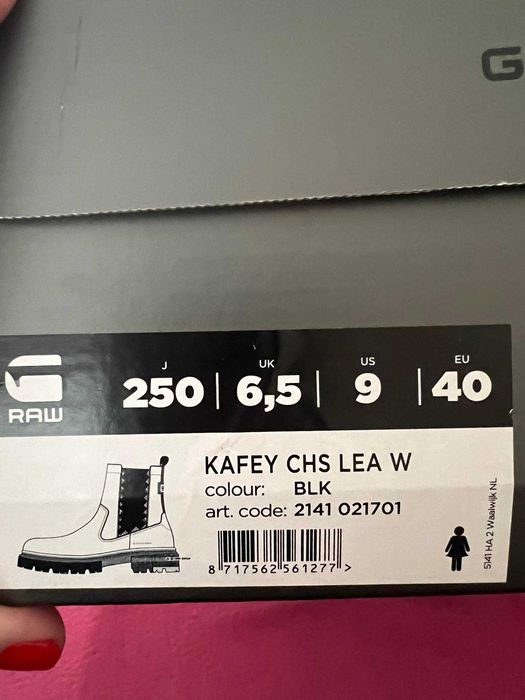 G
J UK US EU
250 | 6,5 | 9 | 40
RAW
KAFEY CHS LEA W
colour: BLK
art. code: 2141 021701
8 717562 561277 >
5141 HA 2 Waalwijk NL